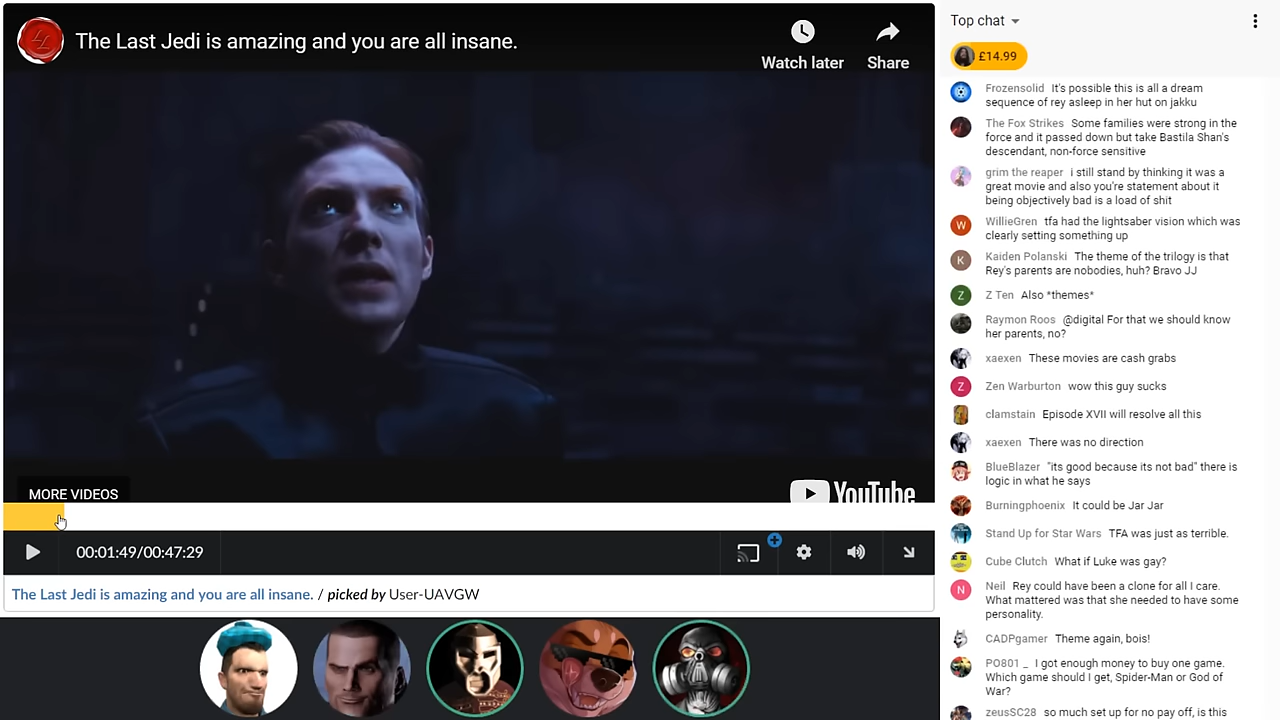 The Last Jedi is amazing and you are all insane.
Watch later
Share
MORE VIDEOS
YouTube
00:01:49/00:47:29
The Last Jedi is amazing and you are all insane. / picked by User-UAVGW
Top chat
£14.99
Frozensolid It's possible this is all a dream
sequence of rey asleep in her hut on jakku
The Fox Strikes Some families were strong in the
force and it passed down but take Bastila Shan's
descendant, non-force sensitive
grim the reaper i still stand by thinking it was a
great movie and also you're statement about it
being objectively bad is a load of shit
W
WillieGren tfa had the lightsaber vision which was
clearly setting something up
K
Kaiden Polanski The theme of the trilogy is that
Rey's parents are nobodies, huh? Bravo JJ
Z
Z Ten Also *themes*
Raymon Roos @digital For that we should know
her parents, no?
xaexen These movies are cash grabs
Z
Zen Warburton wow this guy sucks
clamstain Episode XVII will resolve all this
xaexen There was no direction
BlueBlazer "its good because its not bad" there is
logic in what he says
Burningphoenix It could be Jar Jar
Stand Up for Star Wars TFA was just as terrible.
Cube Clutch What if Luke was gay?
N
Neil Rey could have been a clone for all I care.
What mattered was that she needed to have some
personality.
CADPgamer Theme again, bois!
PO801 _ I got enough money to buy one game.
Which game should I get, Spider-Man or God of
War?
zeusSC28 so much set up for no pay off, is this